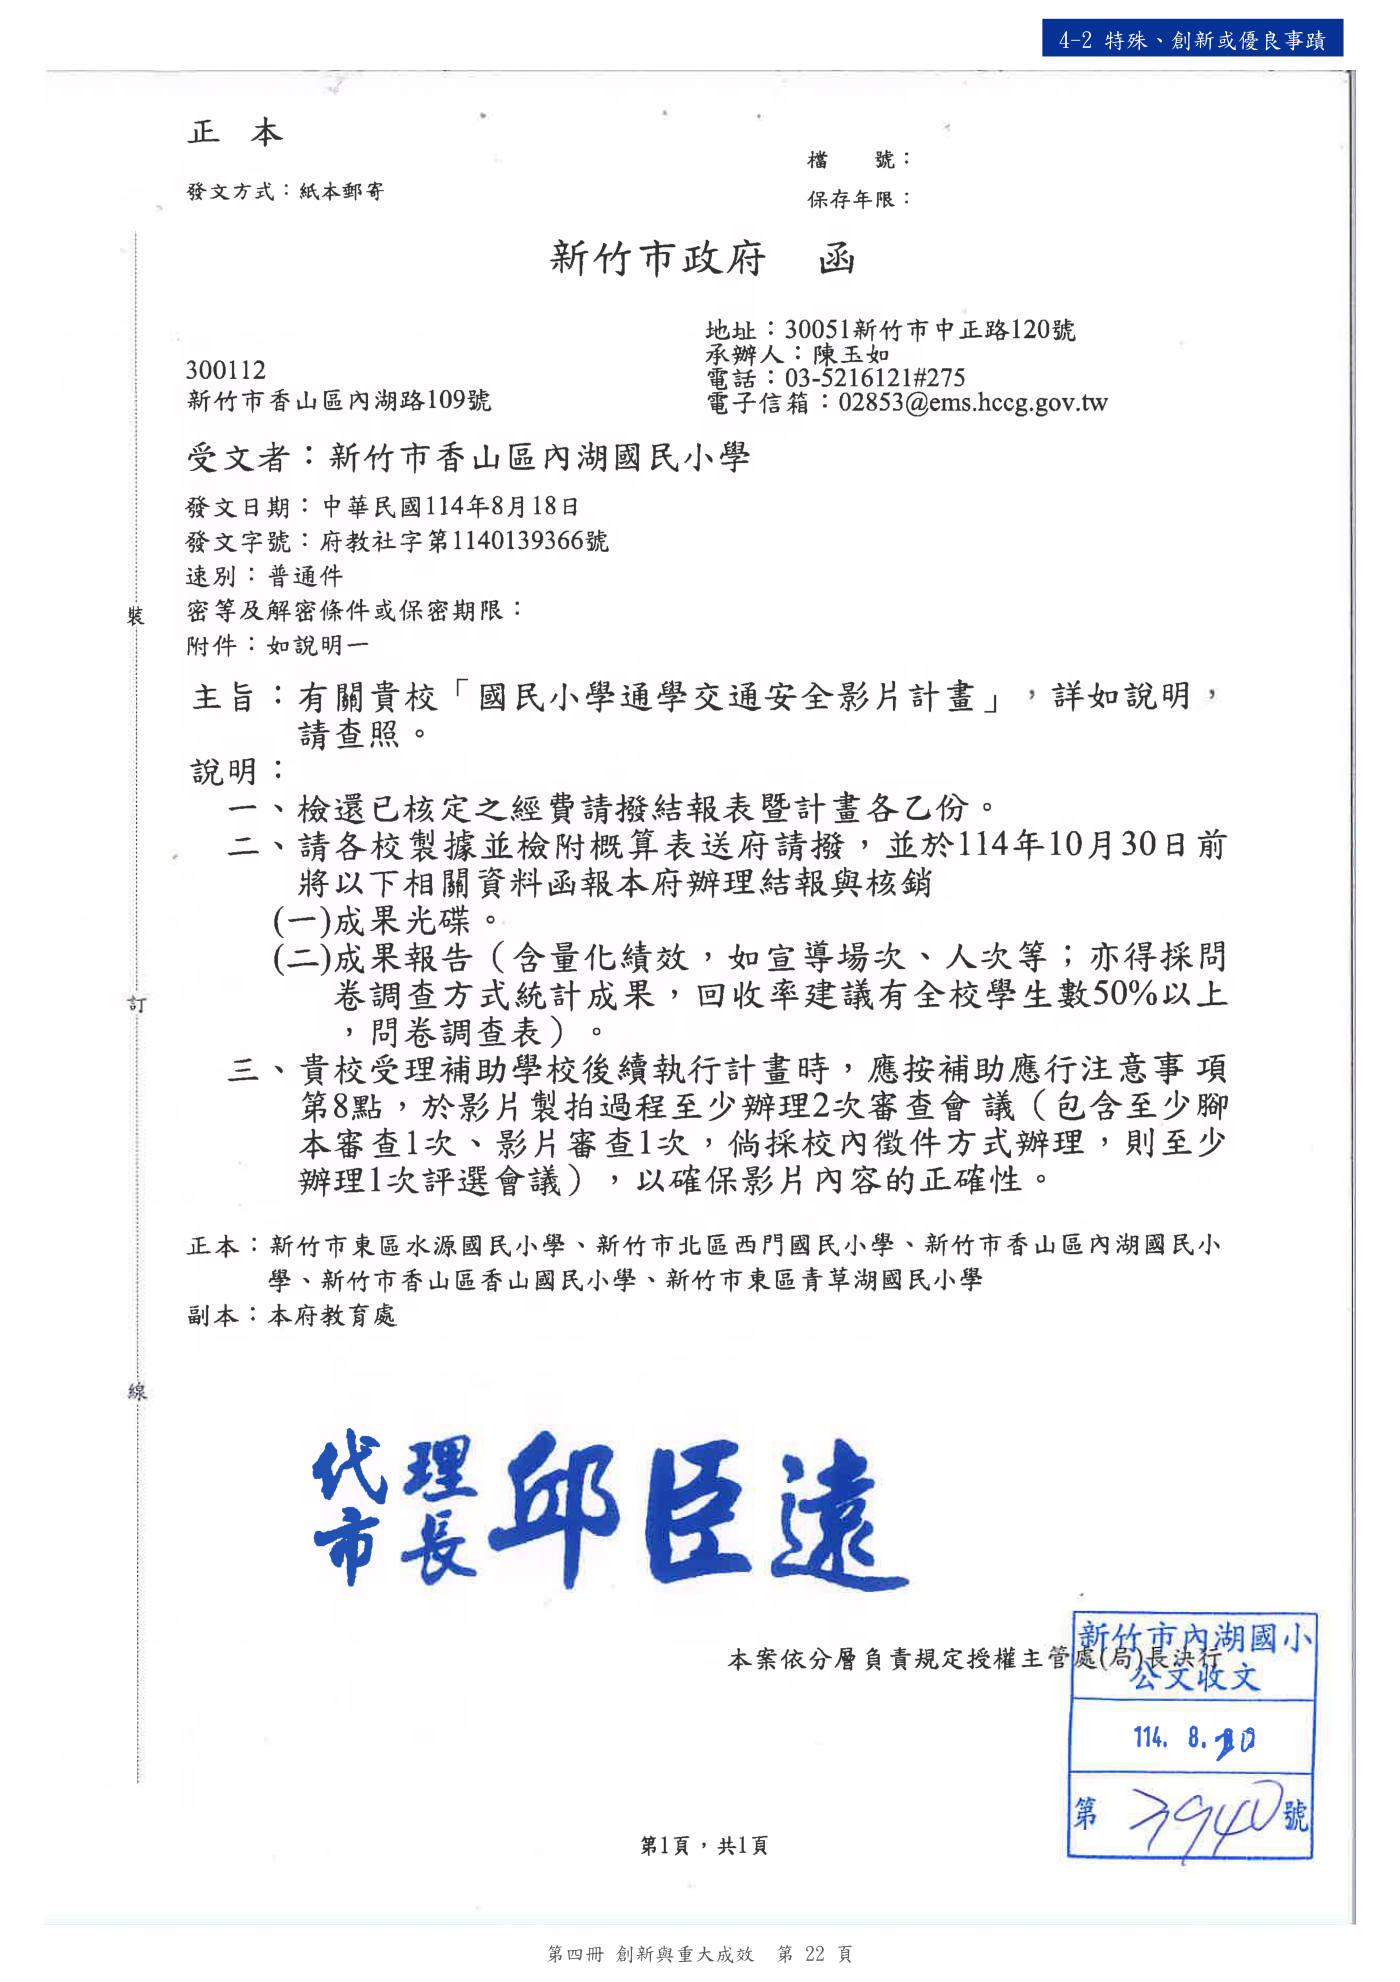 4-2 特殊、創新或優良事蹟
正 本
檔 號：
發文方式：紙本郵寄
保存年限：
新竹市政府 函
地址：30051新竹市中正路120號
承辦人：陳玉如
電話：03-5216121#275
電子信箱：02853@ems.hccg.gov.tw
300112
新竹市香山區內湖路109號
受文者：新竹市香山區內湖國民小學
發文日期：中華民國114年8月18日
發文字號：府教社字第1140139366號
速別：普通件
密等及解密條件或保密期限：
附件：如說明一
主旨：有關貴校「國民小學通學交通安全影片計畫」，詳如說明，
請查照。
說明：
一、檢還已核定之經費請撥結報表暨計畫各乙份。
二、請各校製據並檢附概算表送府請撥，並於114年10月30日前
將以下相關資料函報本府辦理結報與核銷
(一)成果光碟。
(二)成果報告（含量化績效，如宣導場次、人次等；亦得採問
卷調查方式統計成果，回收率建議有全校學生數50%以上
，問卷調查表）。
三、貴校受理補助學校後續執行計畫時，應按補助應行注意事項
第8點，於影片製拍過程至少辦理2次審查會議（包含至少腳
本審查1次、影片審查1次，倘採校內徵件方式辦理，則至少
辦理1次評選會議），以確保影片內容的正確性。
正本：新竹市東區水源國民小學、新竹市北區西門國民小學、新竹市香山區內湖國民小
學、新竹市香山區香山國民小學、新竹市東區青草湖國民小學
副本：本府教育處
裝
訂
線
代理市長 邱臣遠
本案依分層負責規定授權主管處(局)長決行
新竹市內湖國小
公文收文
114. 8. 20
第 3940 號
第1頁，共1頁
第四冊 創新與重大成效 第 22 頁